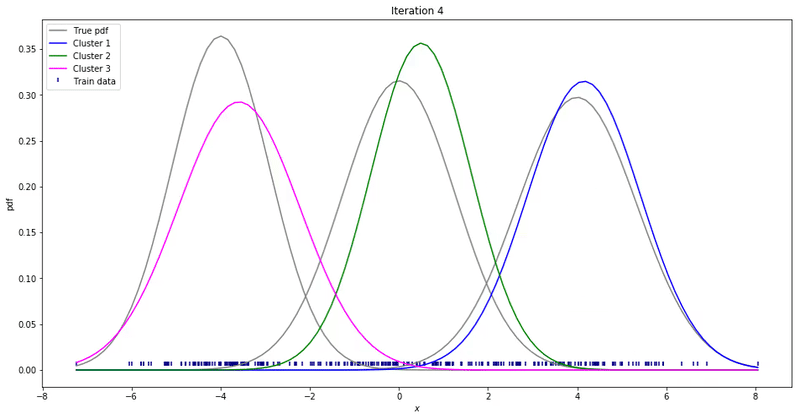 Iteration 4
True pdf
Cluster 1
Cluster 2
Cluster 3
Train data
0.35
0.30
0.25
0.20
0.15
0.10
0.05
0.00
pdf
−8 −6 −4 −2 0 2 4 6 8
x